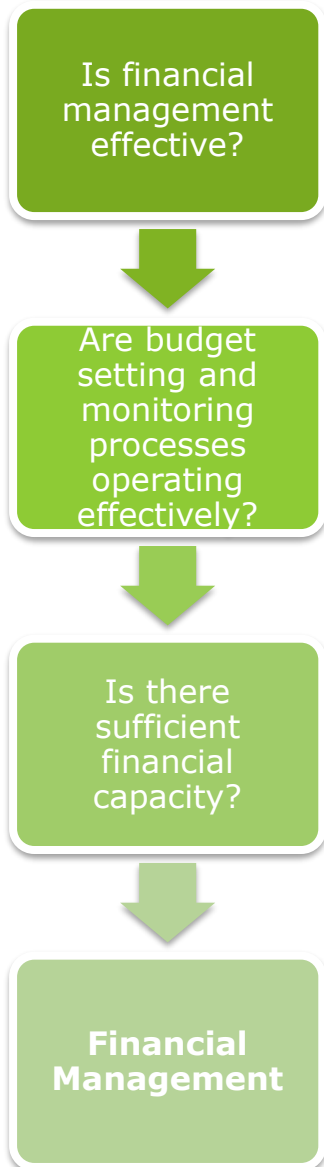 Is financial
management
effective?
Are budget
setting and
monitoring
processes
operating
effectively?
Is there
sufficient
financial
capacity?
Financial
Management